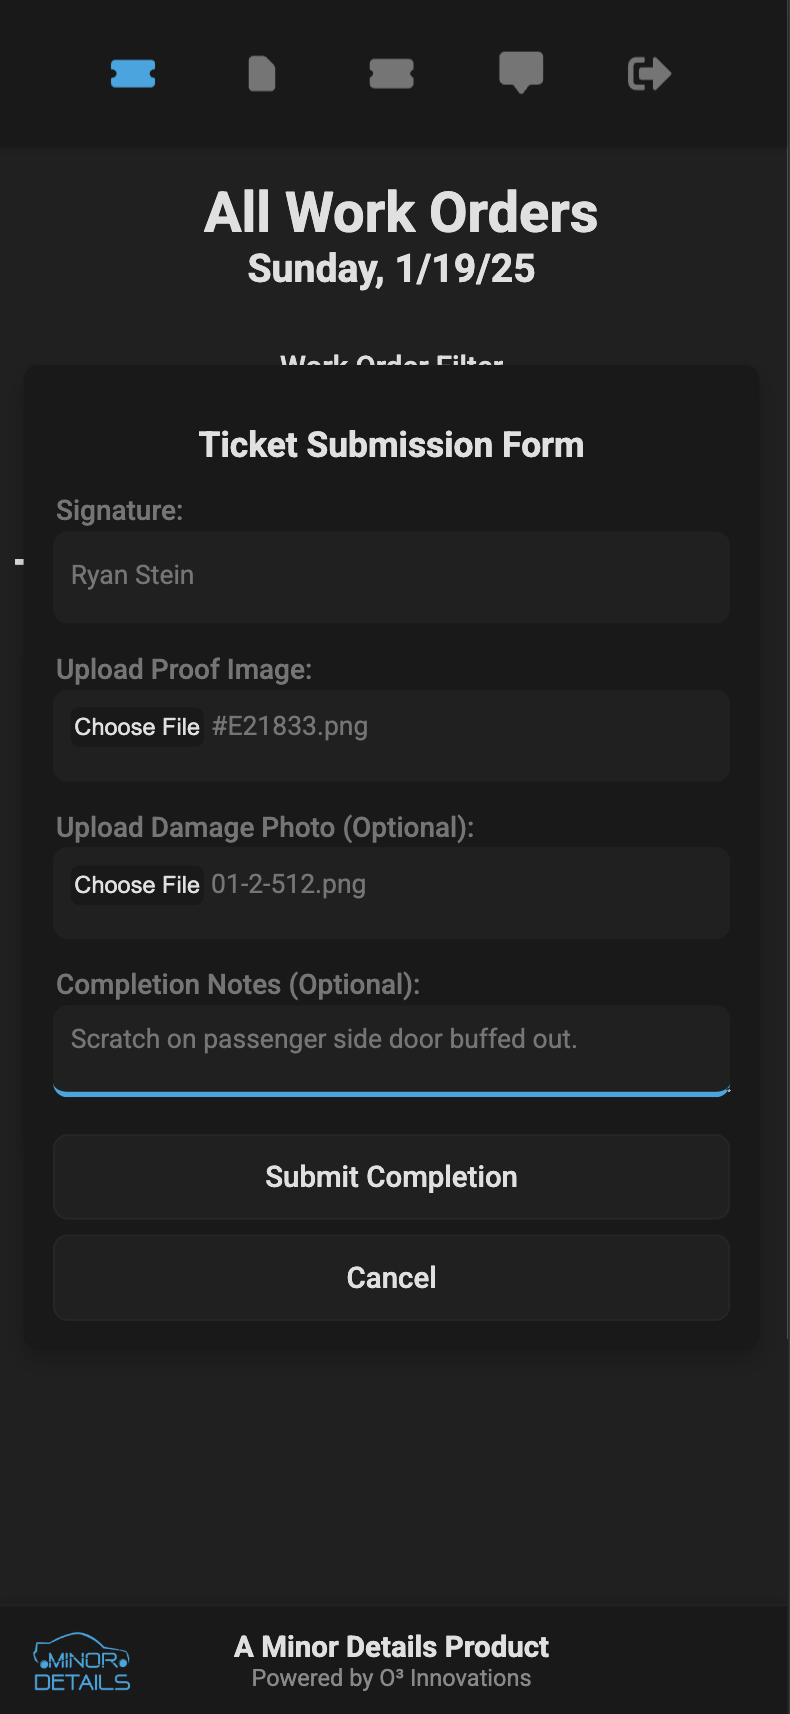 All Work Orders
Sunday, 1/19/25
Work Order Filter
Ticket Submission Form
Signature:
Ryan Stein
Upload Proof Image:
Choose File #E21833.png
Upload Damage Photo (Optional):
Choose File 01-2-512.png
Completion Notes (Optional):
Scratch on passenger side door buffed out.
Submit Completion
Cancel
MINOR
DETAILS
A Minor Details Product
Powered by O³ Innovations